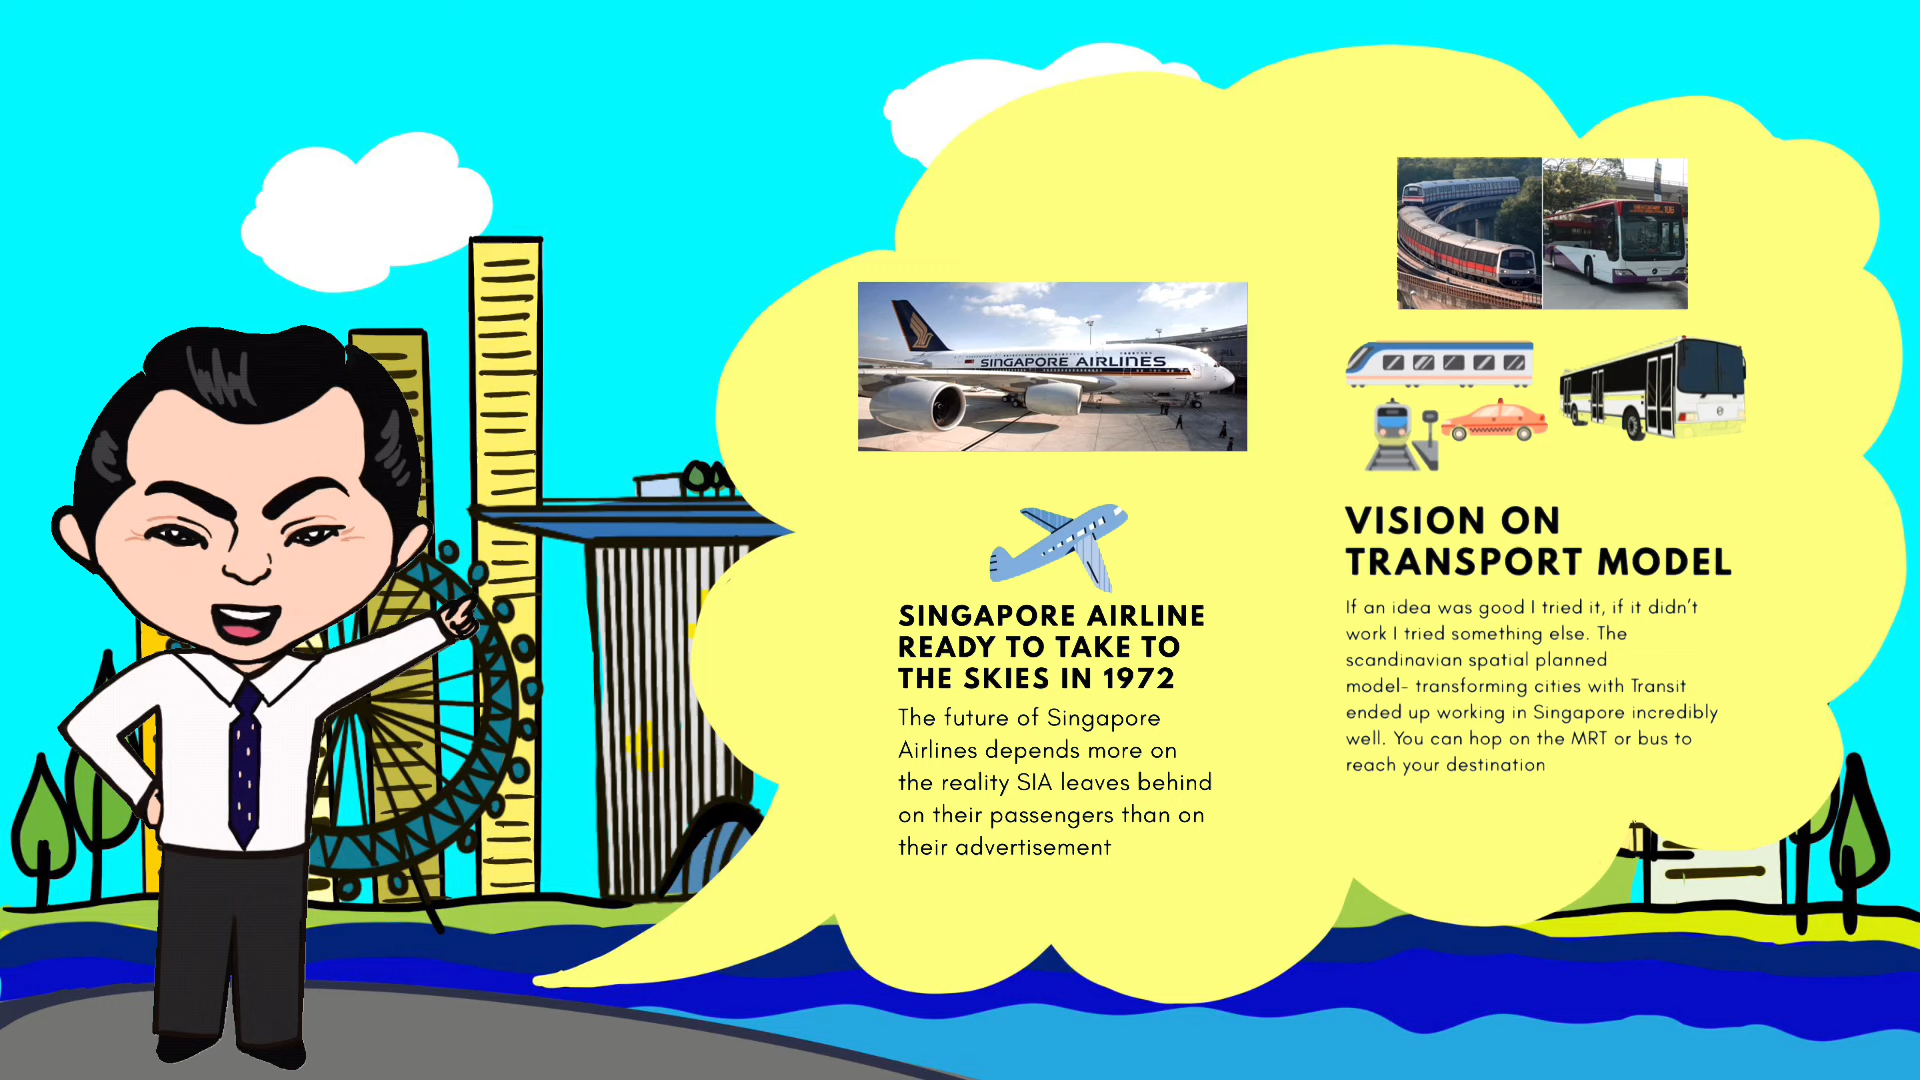 SINGAPORE AIRLINES
106
SINGAPORE AIRLINE
READY TO TAKE TO
THE SKIES IN 1972
The future of Singapore
Airlines depends more on
the reality SIA leaves behind
on their passengers than on
their advertisement
VISION ON
TRANSPORT MODEL
If an idea was good I tried it, if it didn't
work I tried something else. The
scandinavian spatial planned
model- transforming cities with Transit
ended up working in Singapore incredibly
well. You can hop on the MRT or bus to
reach your destination